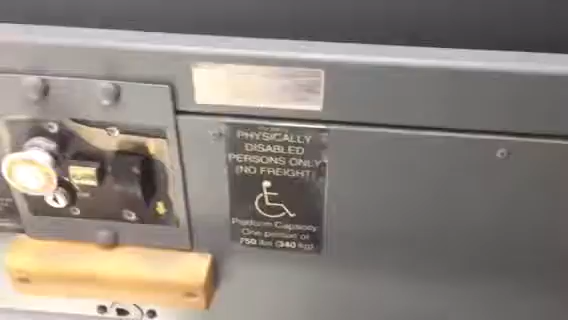 PHYSICALLY
DISABLED
PERSONS ONLY
(NO FREIGHT)
Platform Capacity:
One person of
750 lbs (340 kg)